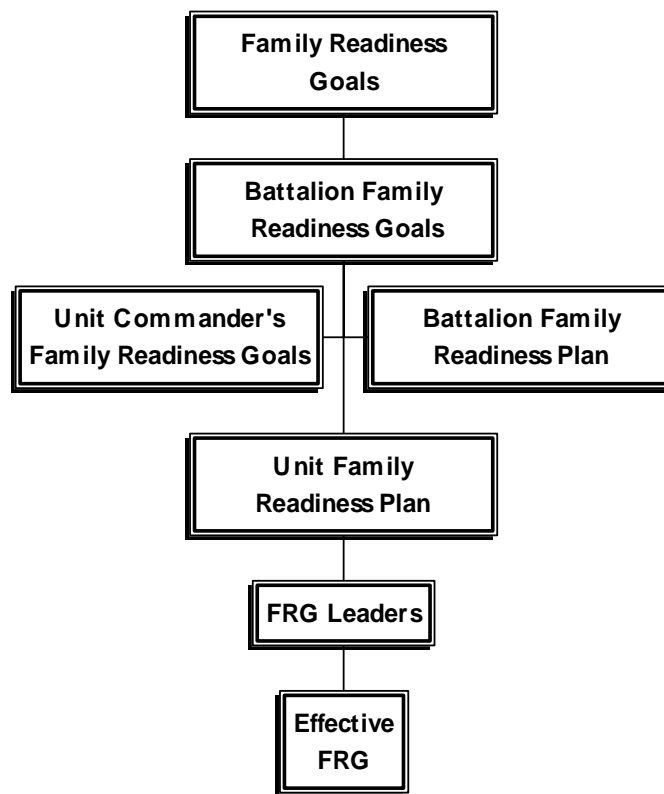 Family Readiness
Goals
Battalion Family
Readiness Goals
Unit Commander's
Family Readiness Goals
Battalion Family
Readiness Plan
Unit Family
Readiness Plan
FRG Leaders
Effective
FRG